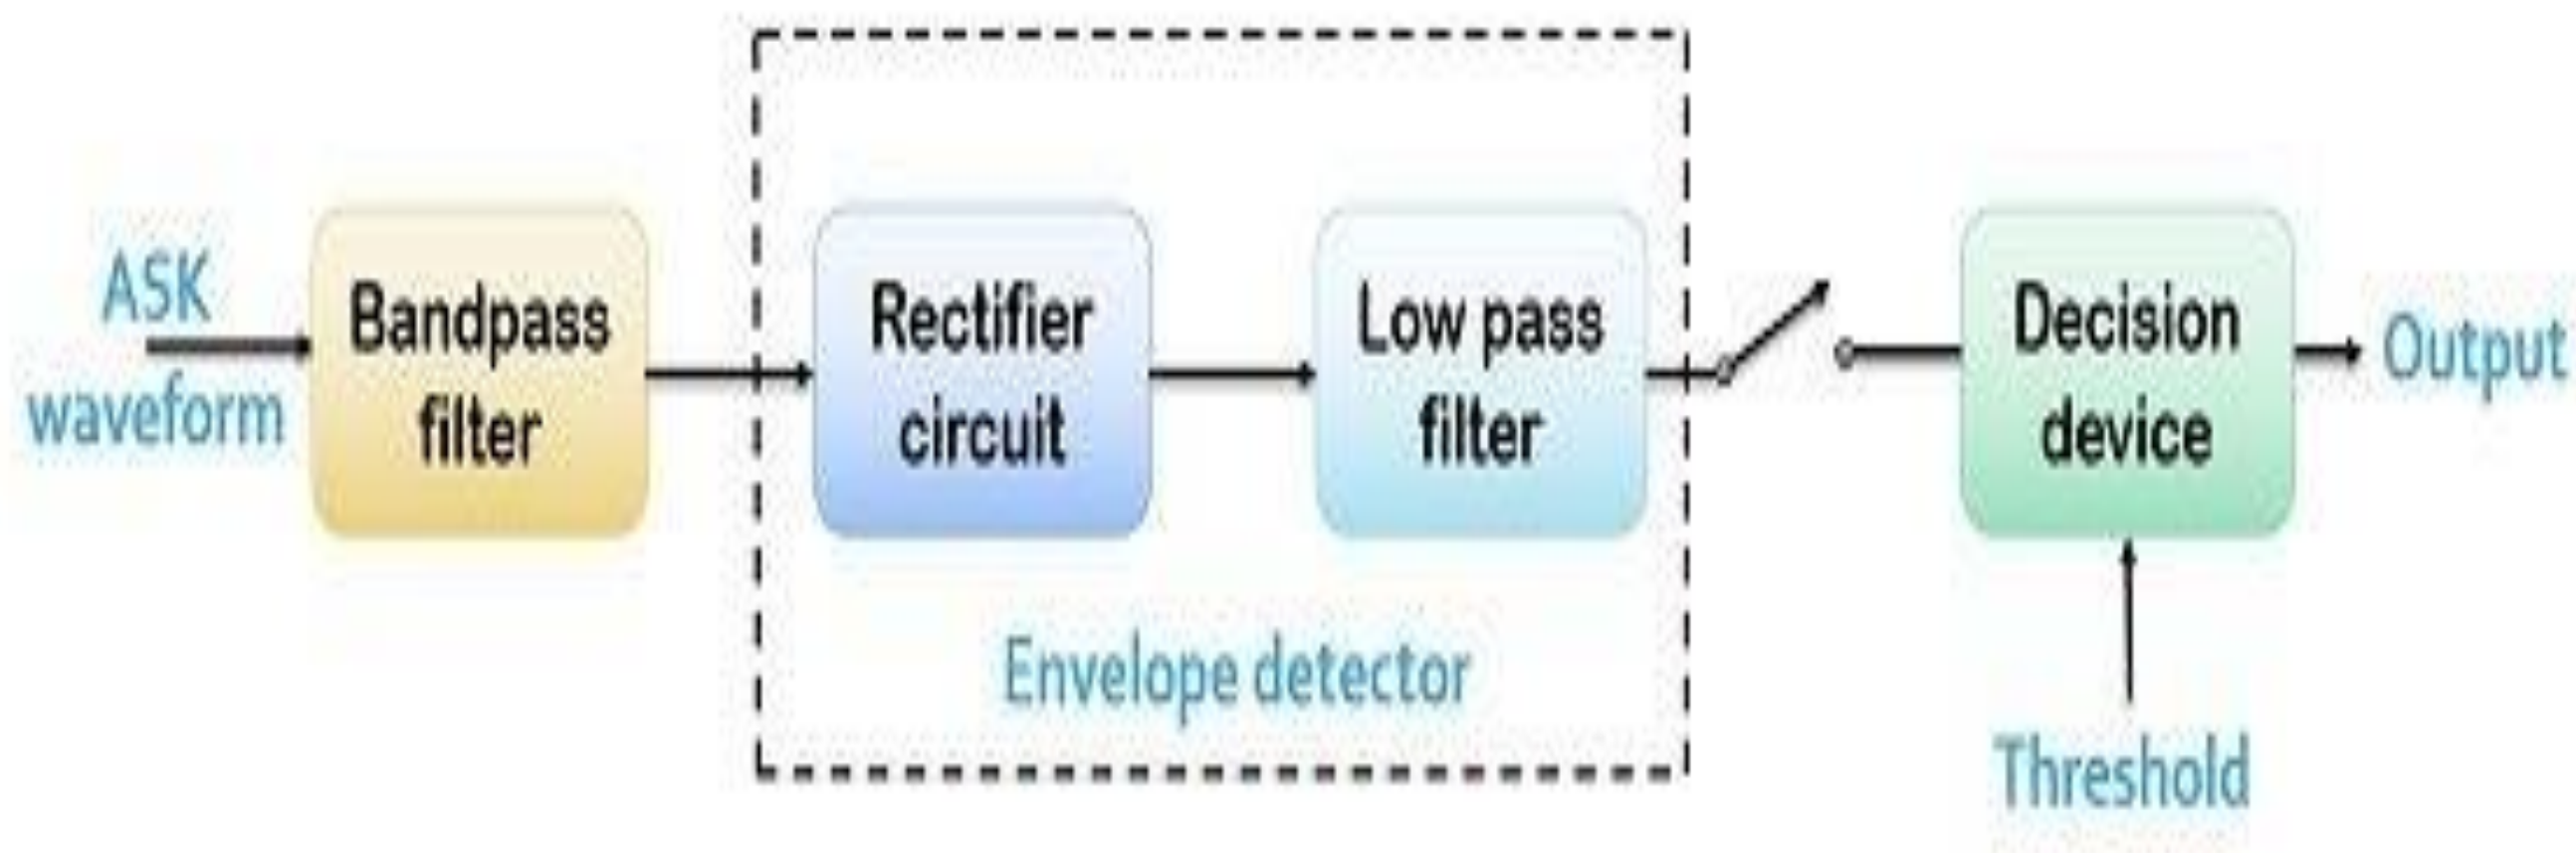 ASK
waveform
Bandpass
filter
Rectifier
circuit
Low pass
filter
Envelope detector
Decision
device
Threshold
Output